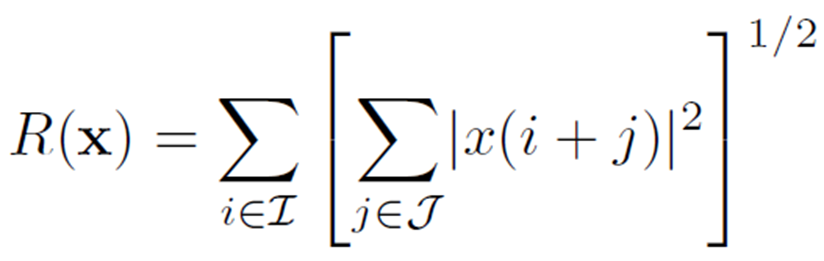 R(𝐱) = ∑_{i∈ℐ} [ ∑_{j∈𝒥} |x(i + j)|² ]^{1/2}